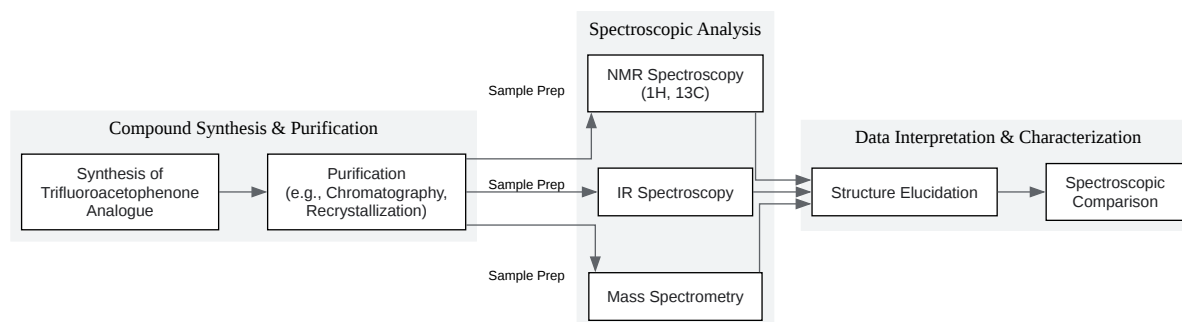 Compound Synthesis & Purification
Synthesis of
Trifluoroacetophenone
Analogue
Purification
(e.g., Chromatography,
Recrystallization)
Sample Prep
Sample Prep
Sample Prep
Spectroscopic Analysis
NMR Spectroscopy
(1H, 13C)
IR Spectroscopy
Mass Spectrometry
Data Interpretation & Characterization
Structure Elucidation
Spectroscopic
Comparison